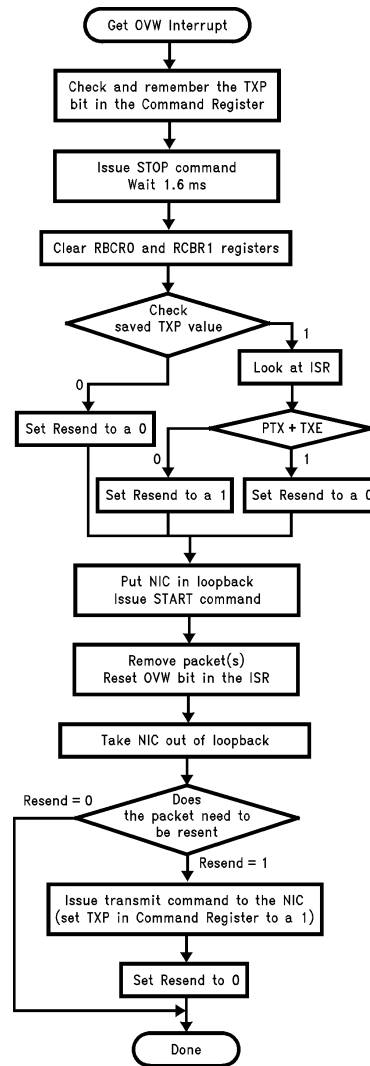 Get OVW Interrupt
Check and remember the TXP
bit in the Command Register
Issue STOP command
Wait 1.6 ms
Clear RBCR0 and RCBR1 registers
Check
saved TXP value
1
Look at ISR
0
Set Resend to a 0
PTX + TXE
0
1
Set Resend to a 1
Set Resend to a 0
Put NIC in loopback
Issue START command
Remove packet(s)
Reset OVW bit in the ISR
Take NIC out of loopback
Resend = 0
Does
the packet need to
be resent
Resend = 1
Issue transmit command to the NIC
(set TXP in Command Register to a 1)
Set Resend to 0
Done